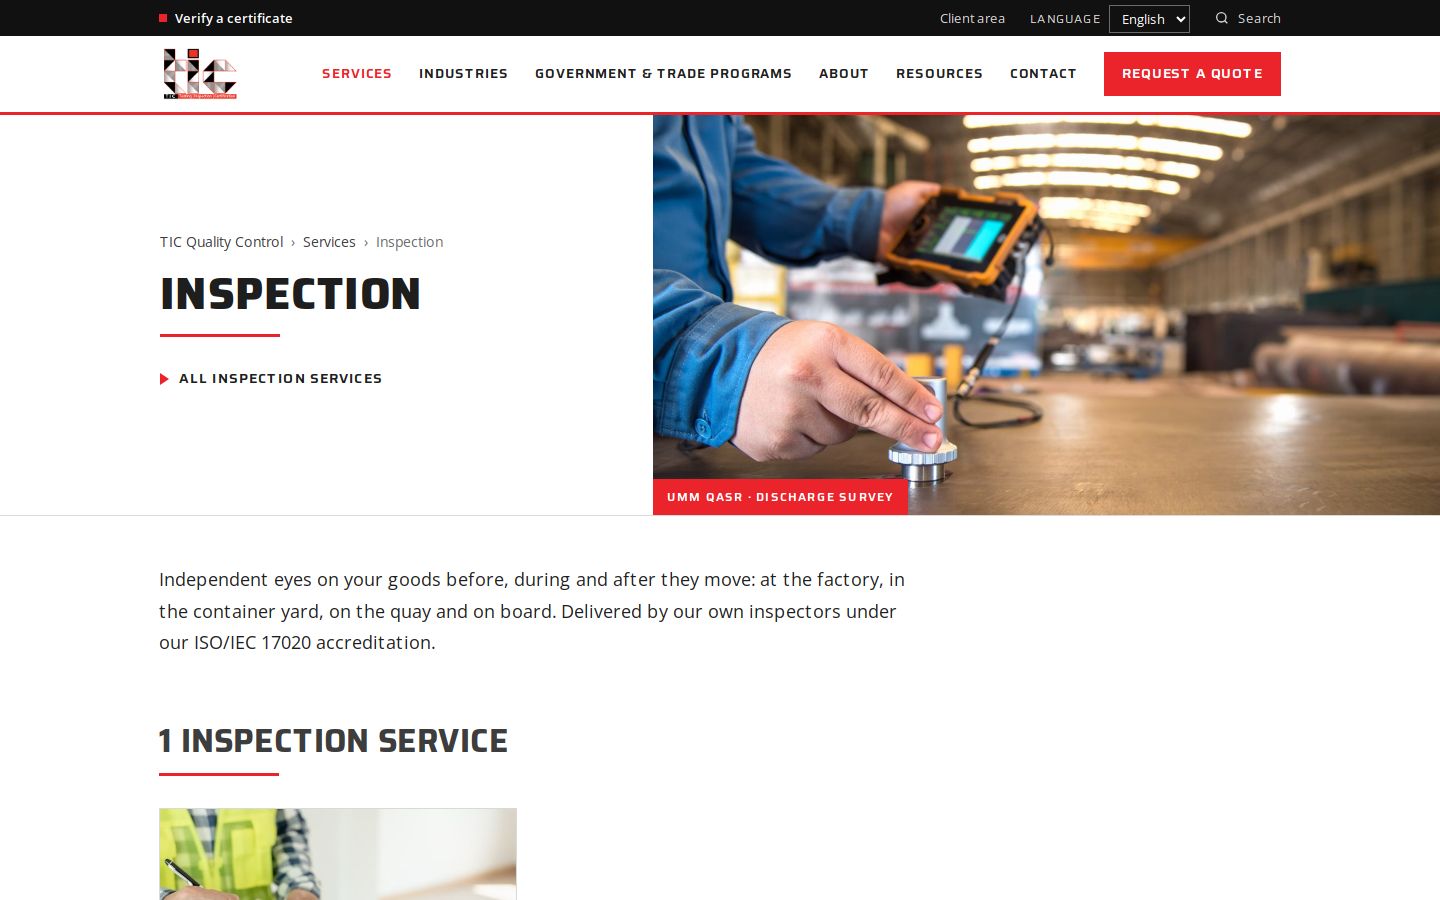 Verify a certificate
Client area
LANGUAGE
English
Search
tic
SERVICES
INDUSTRIES
GOVERNMENT & TRADE PROGRAMS
ABOUT
RESOURCES
CONTACT
REQUEST A QUOTE
TIC Quality Control › Services › Inspection
INSPECTION
ALL INSPECTION SERVICES
UMM QASR · DISCHARGE SURVEY
Independent eyes on your goods before, during and after they move: at the factory, in
the container yard, on the quay and on board. Delivered by our own inspectors under
our ISO/IEC 17020 accreditation.
1 INSPECTION SERVICE